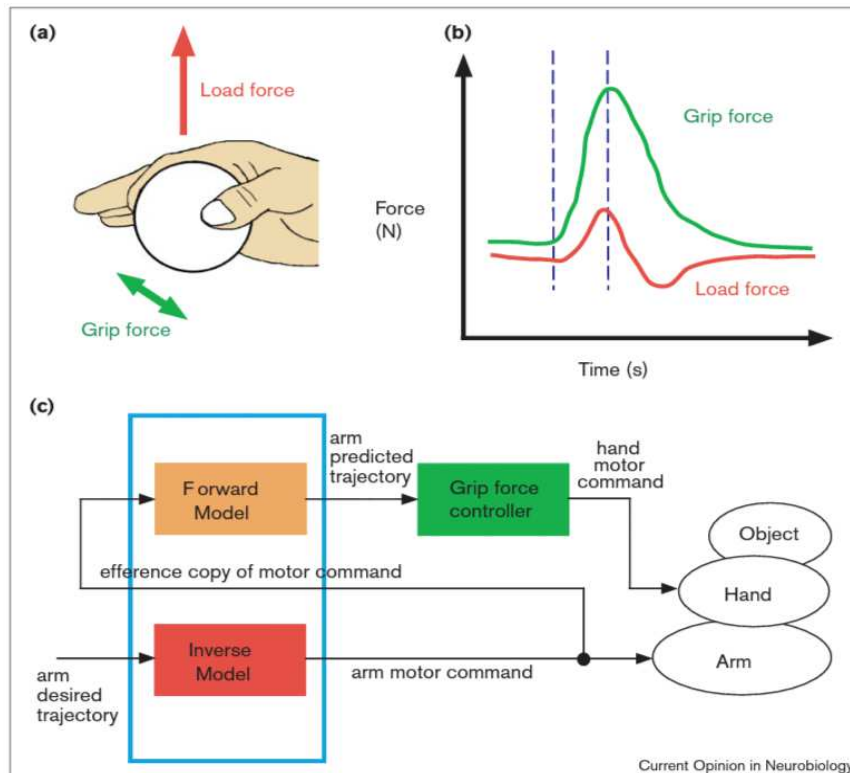 (a)
Load force
Grip force
(b)
Grip force
Force
(N)
Load force
Time (s)
(c)
arm
predicted
trajectory
hand
motor
command
Forward
Model
Grip force
controller
Object
efference copy of motor command
Hand
Inverse
Model
arm motor command
Arm
arm
desired
trajectory
Current Opinion in Neurobiology